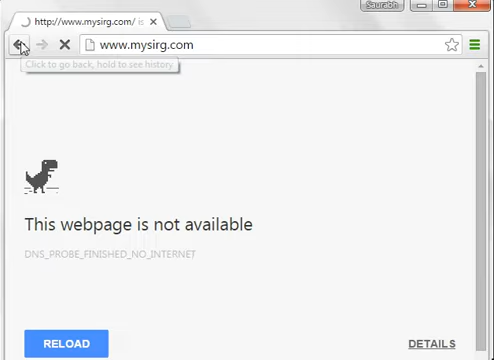 Saurabh
http://www.mysirg.com/ is
www.mysirg.com
Click to go back, hold to see history
This webpage is not available
DNS_PROBE_FINISHED_NO_INTERNET
RELOAD
DETAILS